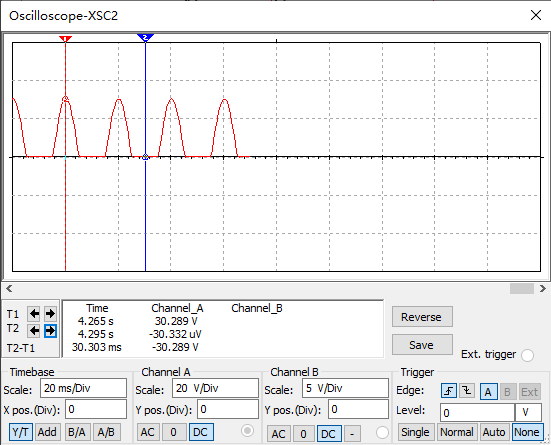 Oscilloscope-XSC2
1 2
T1
T2
T2-T1
Time Channel_A Channel_B
4.265 s 30.289 V
4.295 s -30.332 uV
30.303 ms -30.289 V
Reverse
Save
Ext. trigger
Timebase
Scale: 20 ms/Div
X pos.(Div): 0
Y/T Add B/A A/B
Channel A
Scale: 20 V/Div
Y pos.(Div): 0
AC 0 DC
Channel B
Scale: 5 V/Div
Y pos.(Div): 0
AC 0 DC -
Trigger
Edge: A B Ext
Level: 0 V
Single Normal Auto None